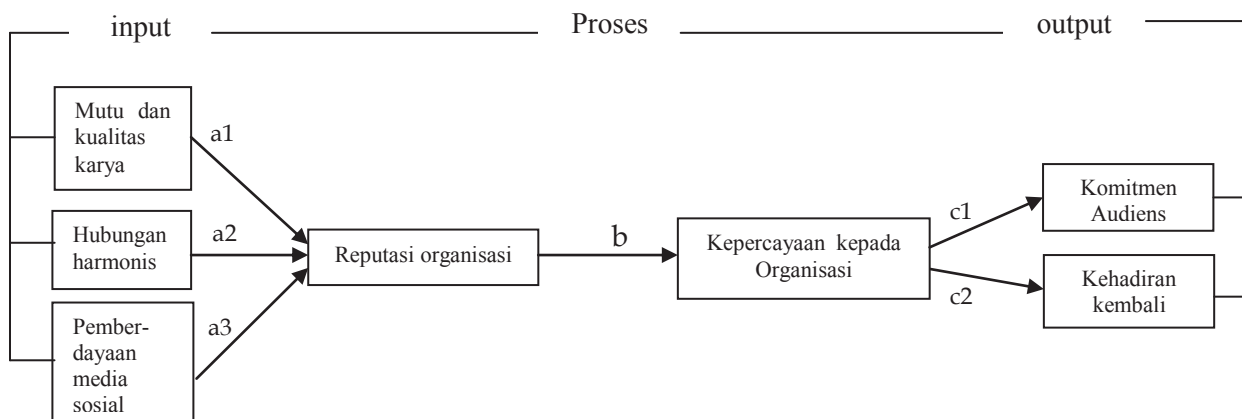 input
Proses
output
Mutu dan
kualitas
karya
a1
Hubungan
harmonis
a2
Pember-
dayaan
media
sosial
a3
Reputasi organisasi
b
Kepercayaan kepada
Organisasi
c1
c2
Komitmen
Audiens
Kehadiran
kembali